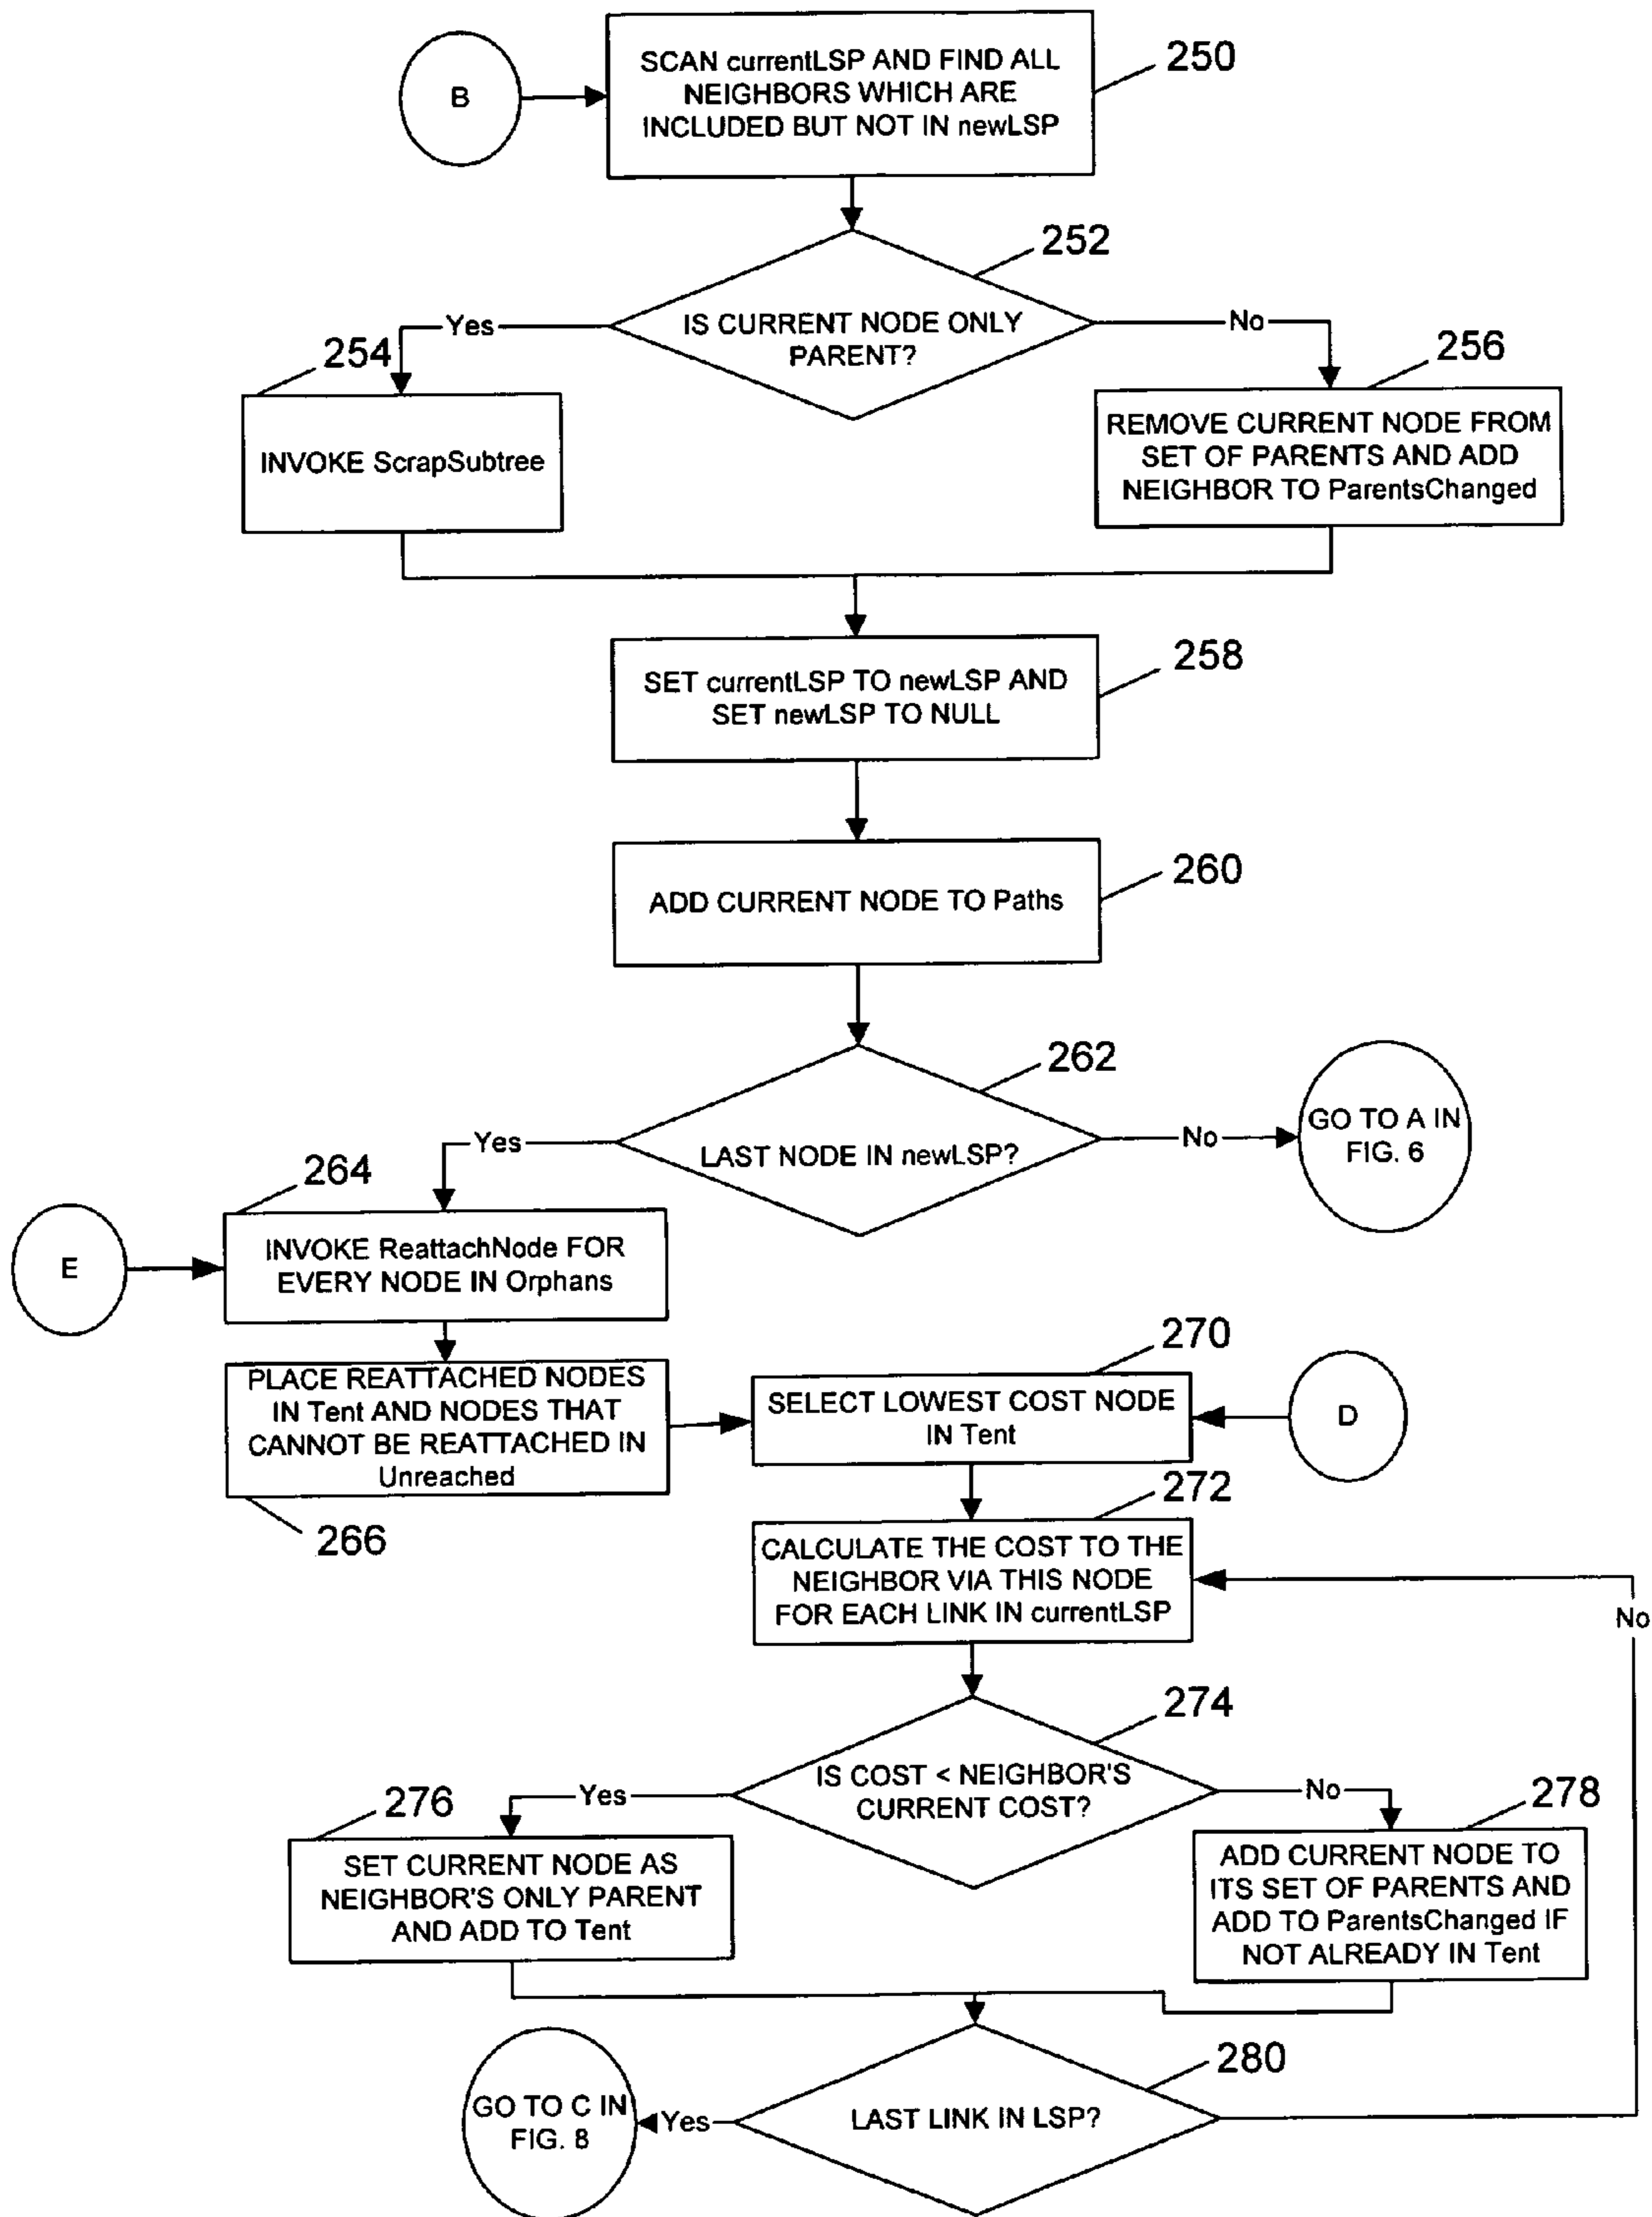 B
SCAN currentLSP AND FIND ALL
NEIGHBORS WHICH ARE
INCLUDED BUT NOT IN newLSP
250
252
IS CURRENT NODE ONLY
PARENT?
Yes
No
254
INVOKE ScrapSubtree
256
REMOVE CURRENT NODE FROM
SET OF PARENTS AND ADD
NEIGHBOR TO ParentsChanged
258
SET currentLSP TO newLSP AND
SET newLSP TO NULL
260
ADD CURRENT NODE TO Paths
262
LAST NODE IN newLSP?
Yes
No
GO TO A IN
FIG. 6
264
E
INVOKE ReattachNode FOR
EVERY NODE IN Orphans
PLACE REATTACHED NODES
IN Tent AND NODES THAT
CANNOT BE REATTACHED IN
Unreached
266
270
SELECT LOWEST COST NODE
IN Tent
D
272
CALCULATE THE COST TO THE
NEIGHBOR VIA THIS NODE
FOR EACH LINK IN currentLSP
No
274
IS COST < NEIGHBOR'S
CURRENT COST?
Yes
No
276
SET CURRENT NODE AS
NEIGHBOR'S ONLY PARENT
AND ADD TO Tent
278
ADD CURRENT NODE TO
ITS SET OF PARENTS AND
ADD TO ParentsChanged IF
NOT ALREADY IN Tent
280
LAST LINK IN LSP?
Yes
GO TO C IN
FIG. 8